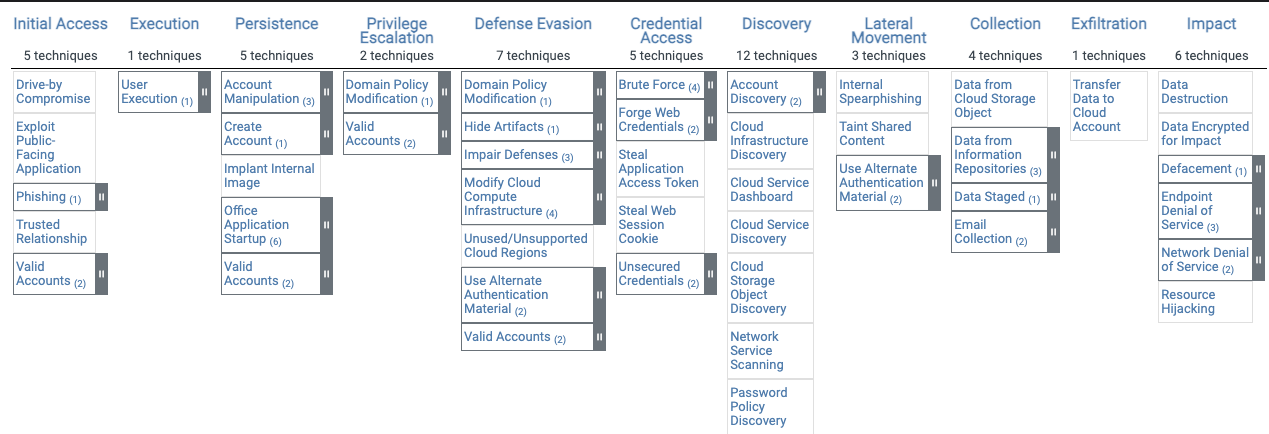 Initial Access
5 techniques
Drive-by
Compromise
Exploit
Public-
Facing
Application
Phishing (1)
Trusted
Relationship
Valid
Accounts (2)
Execution
1 techniques
User
Execution (1)
Persistence
5 techniques
Account
Manipulation (3)
Create
Account (1)
Implant Internal
Image
Office
Application
Startup (6)
Valid
Accounts (2)
Privilege
Escalation
2 techniques
Domain Policy
Modification (1)
Valid
Accounts (2)
Defense Evasion
7 techniques
Domain Policy
Modification (1)
Hide Artifacts (1)
Impair Defenses (3)
Modify Cloud
Compute
Infrastructure (4)
Unused/Unsupported
Cloud Regions
Use Alternate
Authentication
Material (2)
Valid Accounts (2)
Credential
Access
5 techniques
Brute Force (4)
Forge Web
Credentials (2)
Steal
Application
Access Token
Steal Web
Session
Cookie
Unsecured
Credentials (2)
Discovery
12 techniques
Account
Discovery (2)
Cloud
Infrastructure
Discovery
Cloud Service
Dashboard
Cloud Service
Discovery
Cloud
Storage
Object
Discovery
Network
Service
Scanning
Password
Policy
Discovery
Lateral
Movement
3 techniques
Internal
Spearphishing
Taint Shared
Content
Use Alternate
Authentication
Material (2)
Collection
4 techniques
Data from
Cloud Storage
Object
Data from
Information
Repositories (3)
Data Staged (1)
Email
Collection (2)
Exfiltration
1 techniques
Transfer
Data to
Cloud
Account
Impact
6 techniques
Data
Destruction
Data Encrypted
for Impact
Defacement (1)
Endpoint
Denial of
Service (3)
Network Denial
of Service (2)
Resource
Hijacking